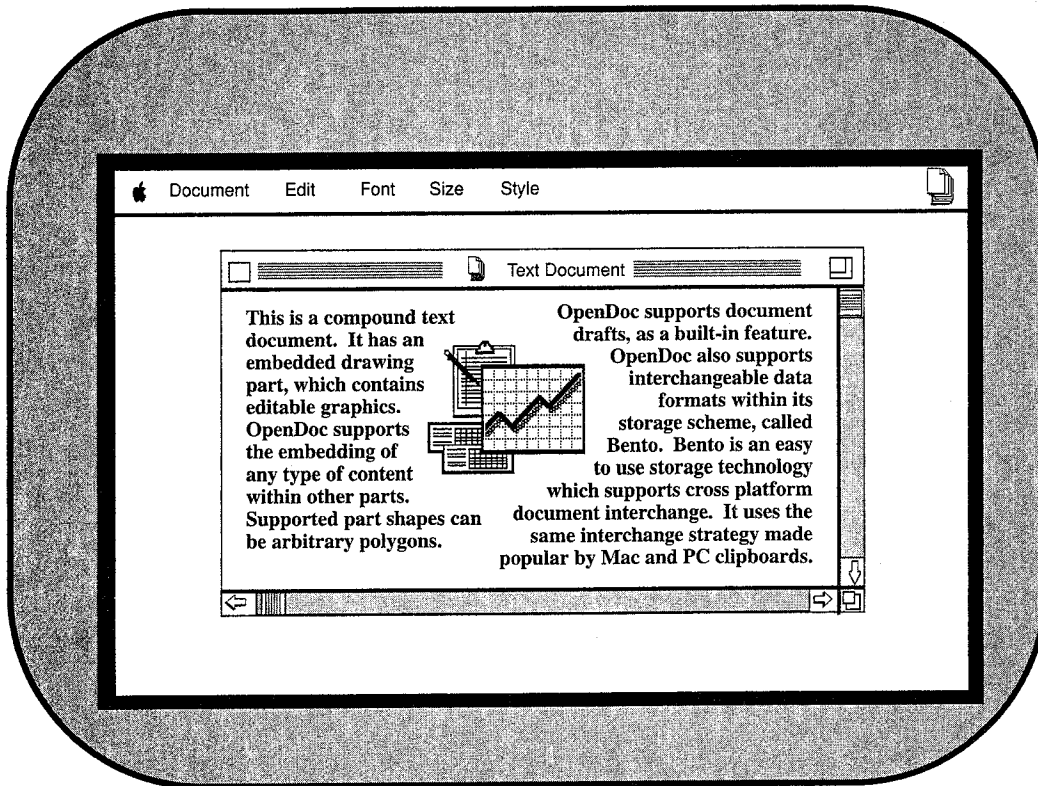 Document Edit Font Size Style
Text Document
This is a compound text
document. It has an
embedded drawing
part, which contains
editable graphics.
OpenDoc supports
the embedding of
any type of content
within other parts.
Supported part shapes can
be arbitrary polygons.
OpenDoc supports document
drafts, as a built-in feature.
OpenDoc also supports
interchangeable data
formats within its
storage scheme, called
Bento. Bento is an easy
to use storage technology
which supports cross platform
document interchange. It uses the
same interchange strategy made
popular by Mac and PC clipboards.